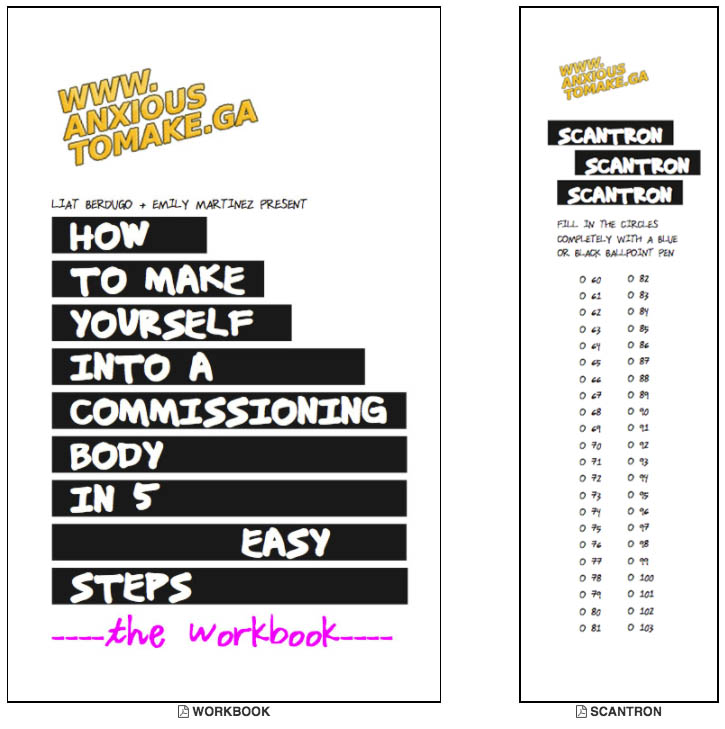 WWW.
ANXIOUS
TOMAKE.GA
LIAT BERDUGO + EMILY MARTINEZ PRESENT
HOW
TO MAKE
YOURSELF
INTO A
COMMISSIONING
BODY
IN 5
EASY
STEPS
----the workbook----
WORKBOOK
WWW.
ANXIOUS
TOMAKE.GA
SCANTRON
SCANTRON
SCANTRON
FILL IN THE CIRCLES
COMPLETELY WITH A BLUE
OR BLACK BALLPOINT PEN
O 60 O 82
O 61 O 83
O 62 O 84
O 63 O 85
O 64 O 86
O 65 O 87
O 66 O 88
O 67 O 89
O 68 O 90
O 69 O 91
O 70 O 92
O 71 O 93
O 72 O 94
O 73 O 95
O 74 O 96
O 75 O 97
O 76 O 98
O 77 O 99
O 78 O 100
O 79 O 101
O 80 O 102
O 81 O 103
SCANTRON